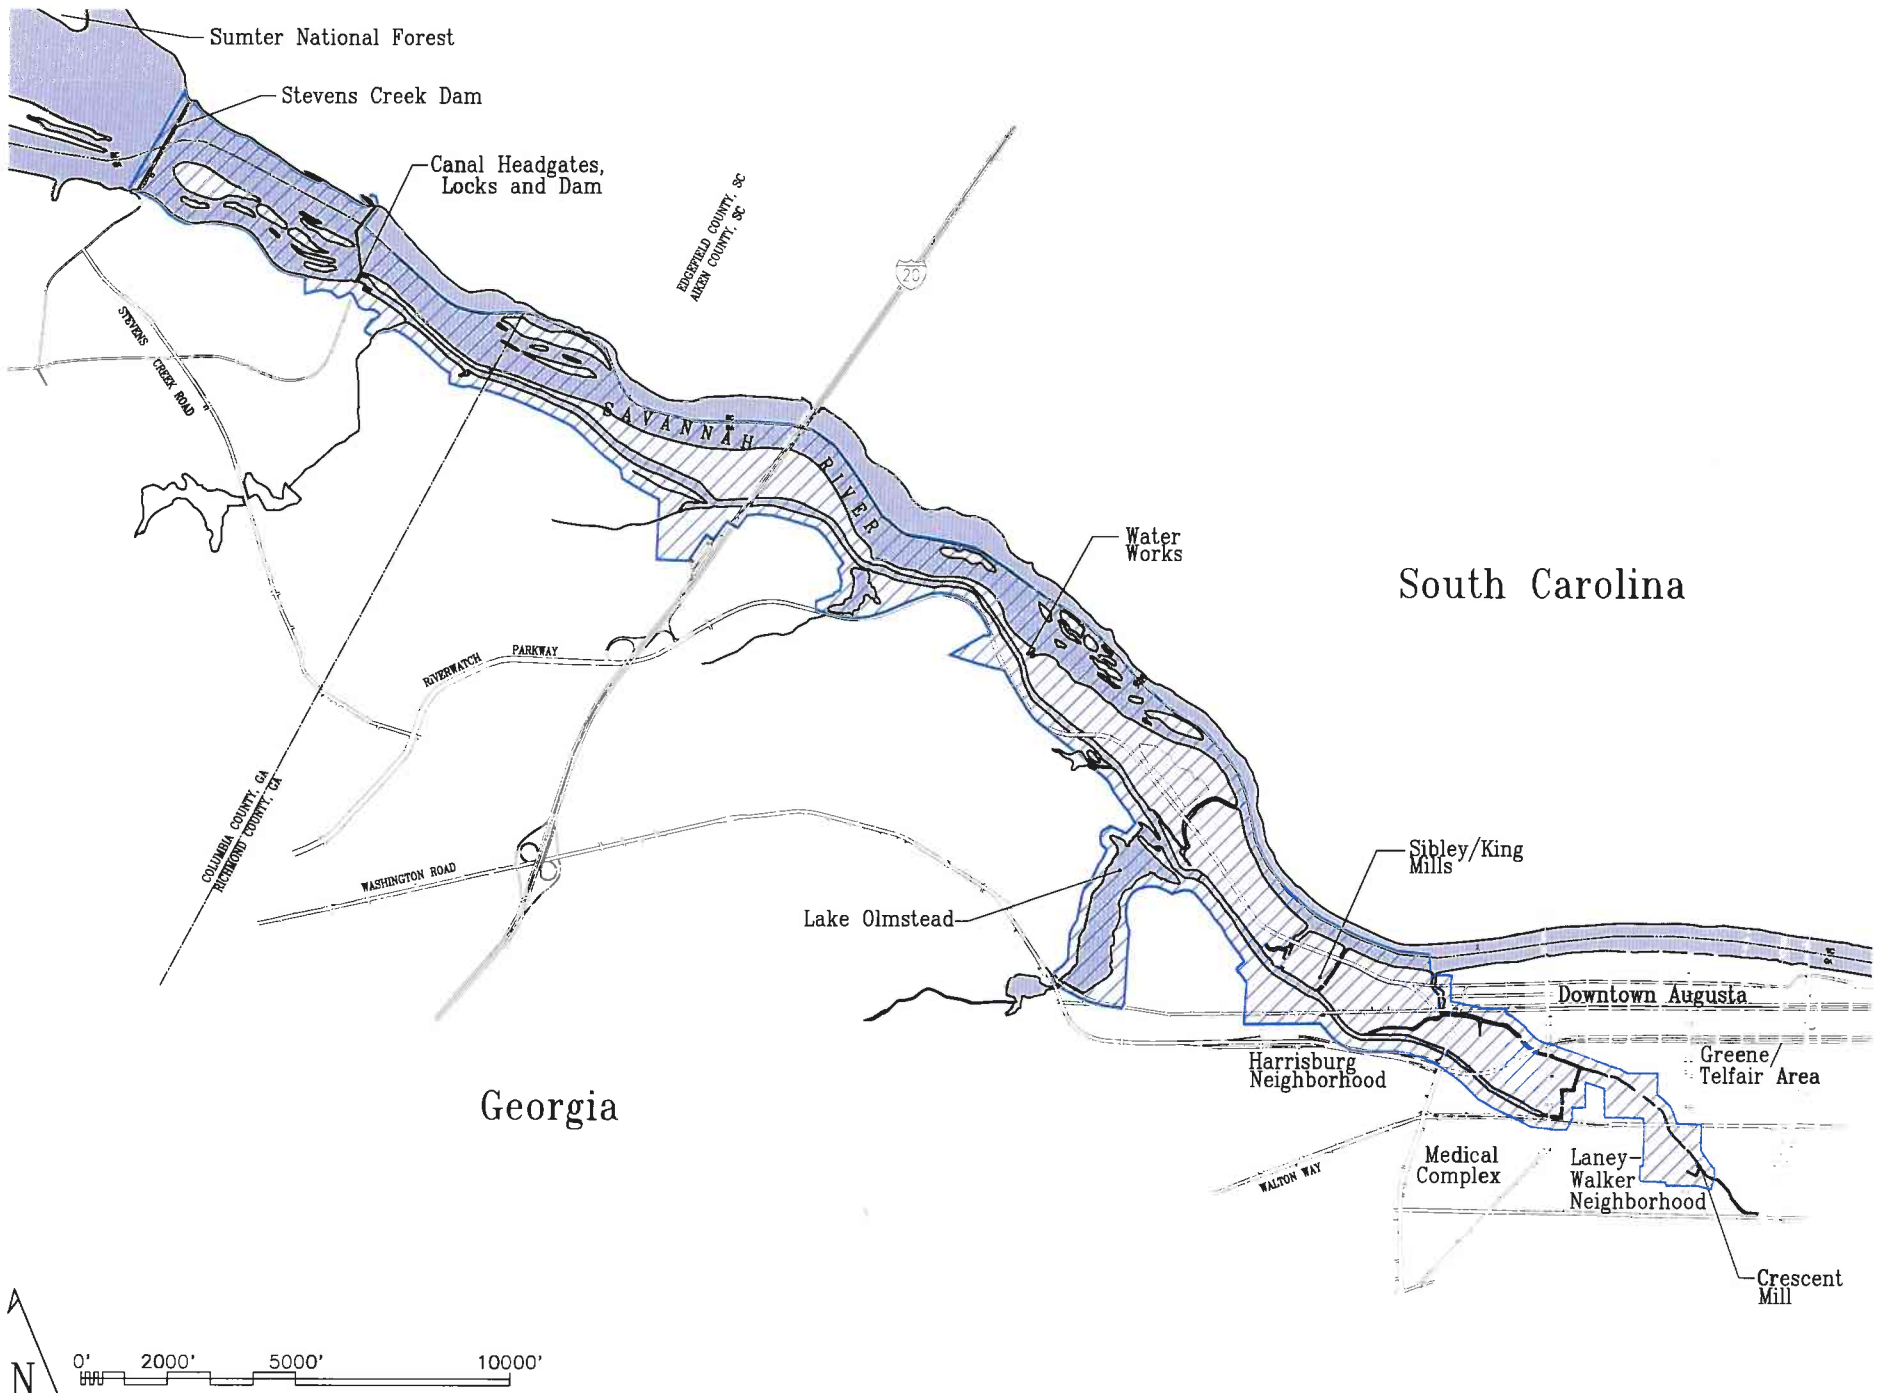 Sumter National Forest
Stevens Creek Dam
Canal Headgates,
Locks and Dam
EDGEFIELD COUNTY, SC
AIKEN COUNTY, SC
20
STEVENS CREEK ROAD
SAVANNAH RIVER
Water
Works
South Carolina
RIVERWATCH PARKWAY
COLUMBIA COUNTY, GA
RICHMOND COUNTY, GA
WASHINGTON ROAD
Sibley/King
Mills
Lake Olmstead
Downtown Augusta
Harrisburg
Neighborhood
Greene/
Telfair Area
Georgia
Medical
Complex
Laney-
Walker
Neighborhood
WALTON WAY
Crescent
Mill
N
0' 2000' 5000' 10000'